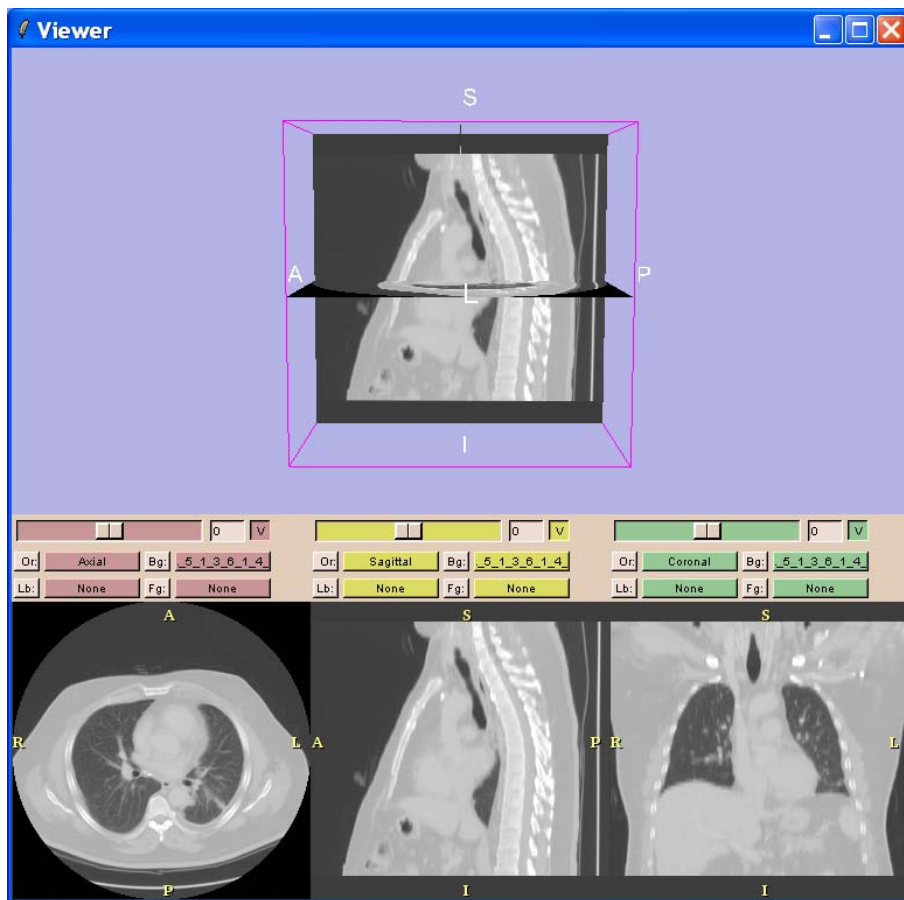 Viewer
S
A P
L
I
0 V 0 V 0 V
Or: Axial Bg: _5_1_3_6_1_4_ Or: Sagittal Bg: _5_1_3_6_1_4_ Or: Coronal Bg: _5_1_3_6_1_4_
Lb: None Fg: None Lb: None Fg: None Lb: None Fg: None
A S S
R L A P R L
P I I